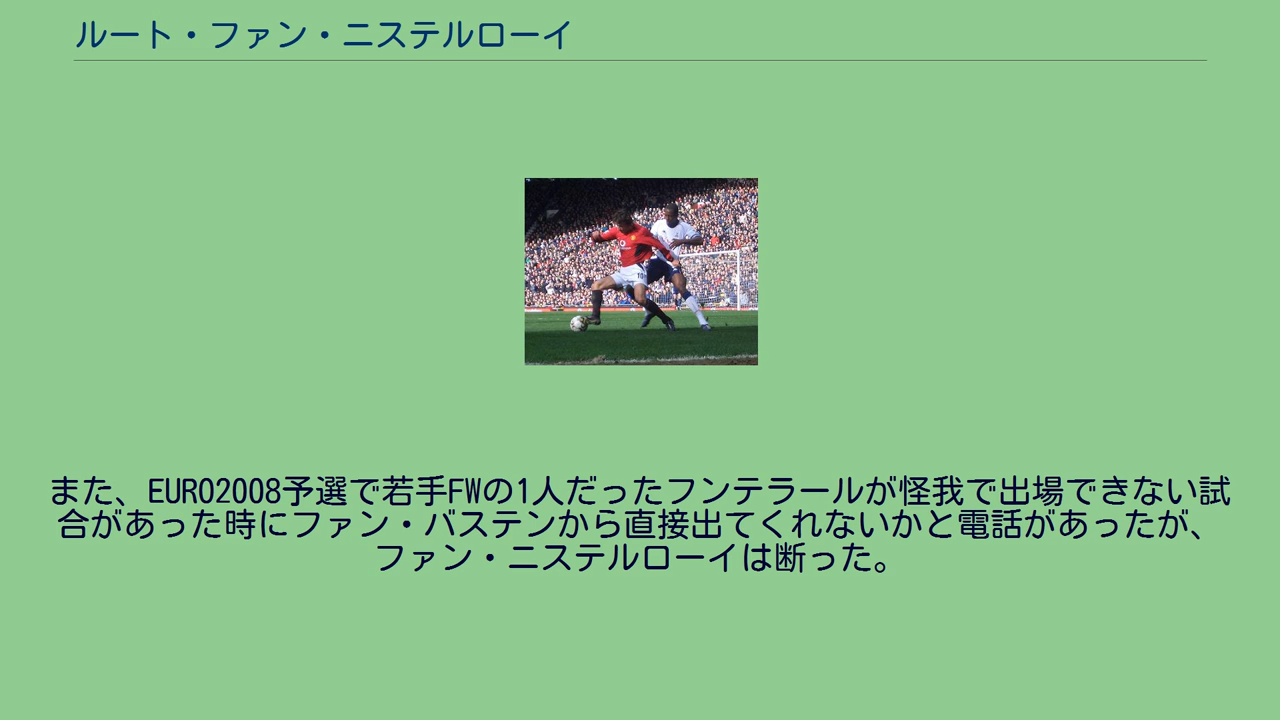 ルート・ファン・ニステルローイ
10
また、EURO2008予選で若手FWの1人だったフンテラールが怪我で出場できない試
合があった時にファン・バステンから直接出てくれないかと電話があったが、
ファン・ニステルローイは断った。